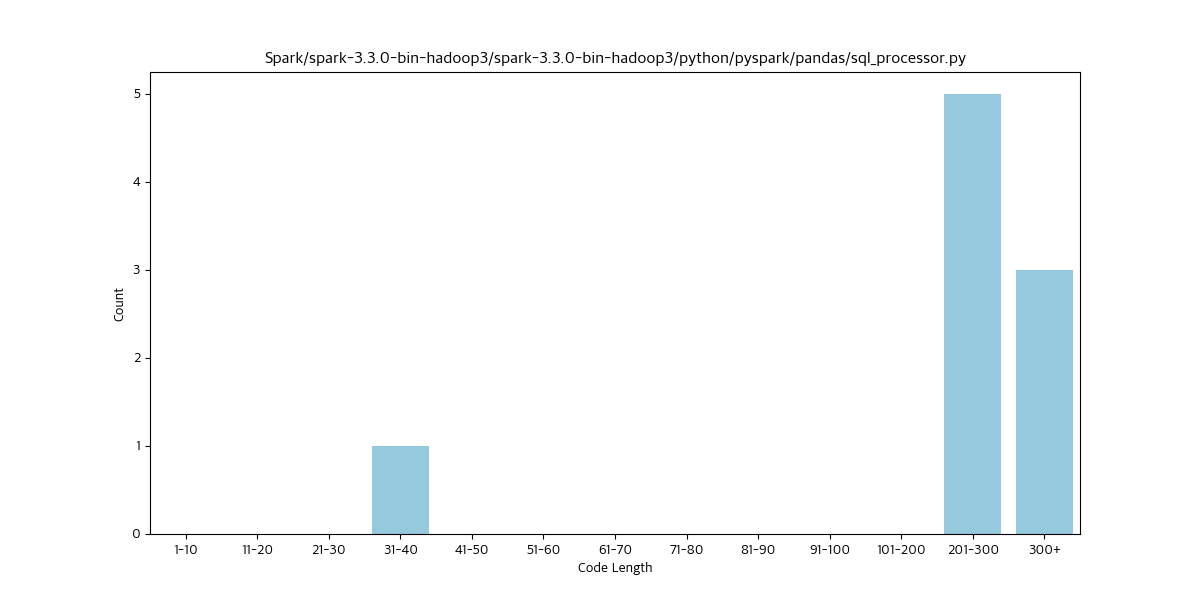 Spark/spark-3.3.0-bin-hadoop3/spark-3.3.0-bin-hadoop3/python/pyspark/pandas/sql_processor.py
5
4
3
2
1
0
Count
1-10 11-20 21-30 31-40 41-50 51-60 61-70 71-80 81-90 91-100 101-200 201-300 300+
Code Length